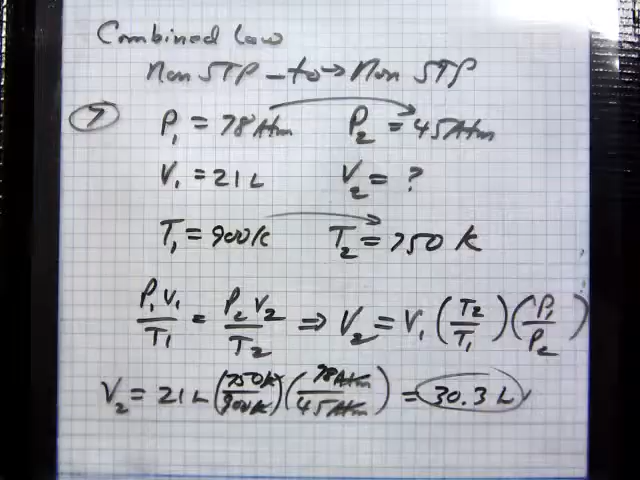 Combined Law
Non STP - to → Non STP
7 P₁ = 78 Atm P₂ = 45 Atm
V₁ = 21 L V₂ = ?
T₁ = 900 K T₂ = 750 K
P₁V₁/T₁ = P₂V₂/T₂ ⇒ V₂ = V₁ (T₂/T₁) (P₁/P₂)
V₂ = 21 L (750K/900K) (78 Atm/45 Atm) = 30.3 L